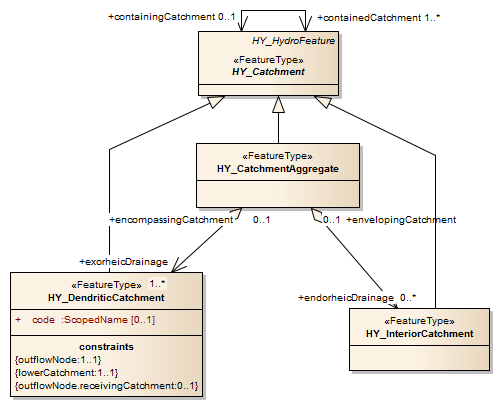 +containingCatchment 0..1
+containedCatchment 1..*
HY_HydroFeature
«FeatureType»
HY_Catchment
«FeatureType»
HY_CatchmentAggregate
+encompassingCatchment 0..1
0..1 +envelopingCatchment
+exorheicDrainage
1..*
«FeatureType»
HY_DendriticCatchment
+ code :ScopedName [0..1]
constraints
{outflowNode:1..1}
{lowerCatchment:1..1}
{outflowNode.receivingCatchment:0..1}
+endorheicDrainage 0..*
«FeatureType»
HY_InteriorCatchment